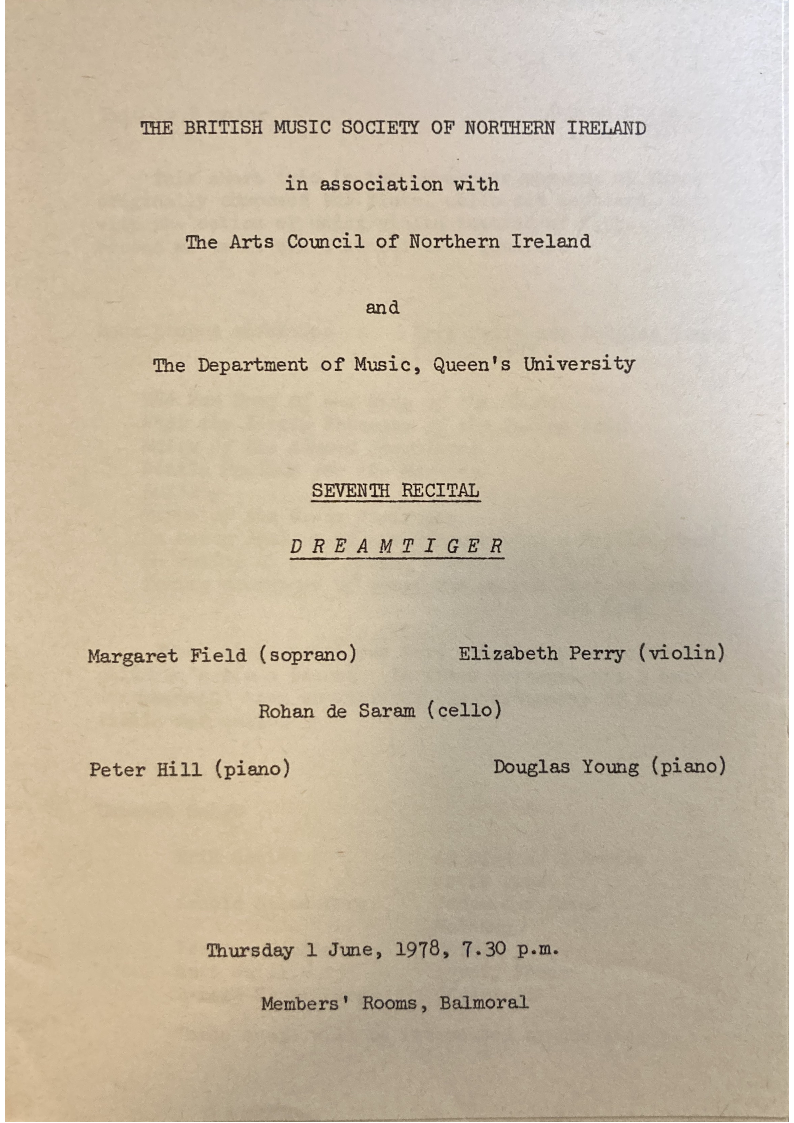 THE BRITISH MUSIC SOCIETY OF NORTHERN IRELAND
in association with
The Arts Council of Northern Ireland
and
The Department of Music, Queen's University
SEVENTH RECITAL
D R E A M T I G E R
Margaret Field (soprano) Elizabeth Perry (violin)
Rohan de Saram (cello)
Peter Hill (piano) Douglas Young (piano)
Thursday 1 June, 1978, 7.30 p.m.
Members' Rooms, Balmoral